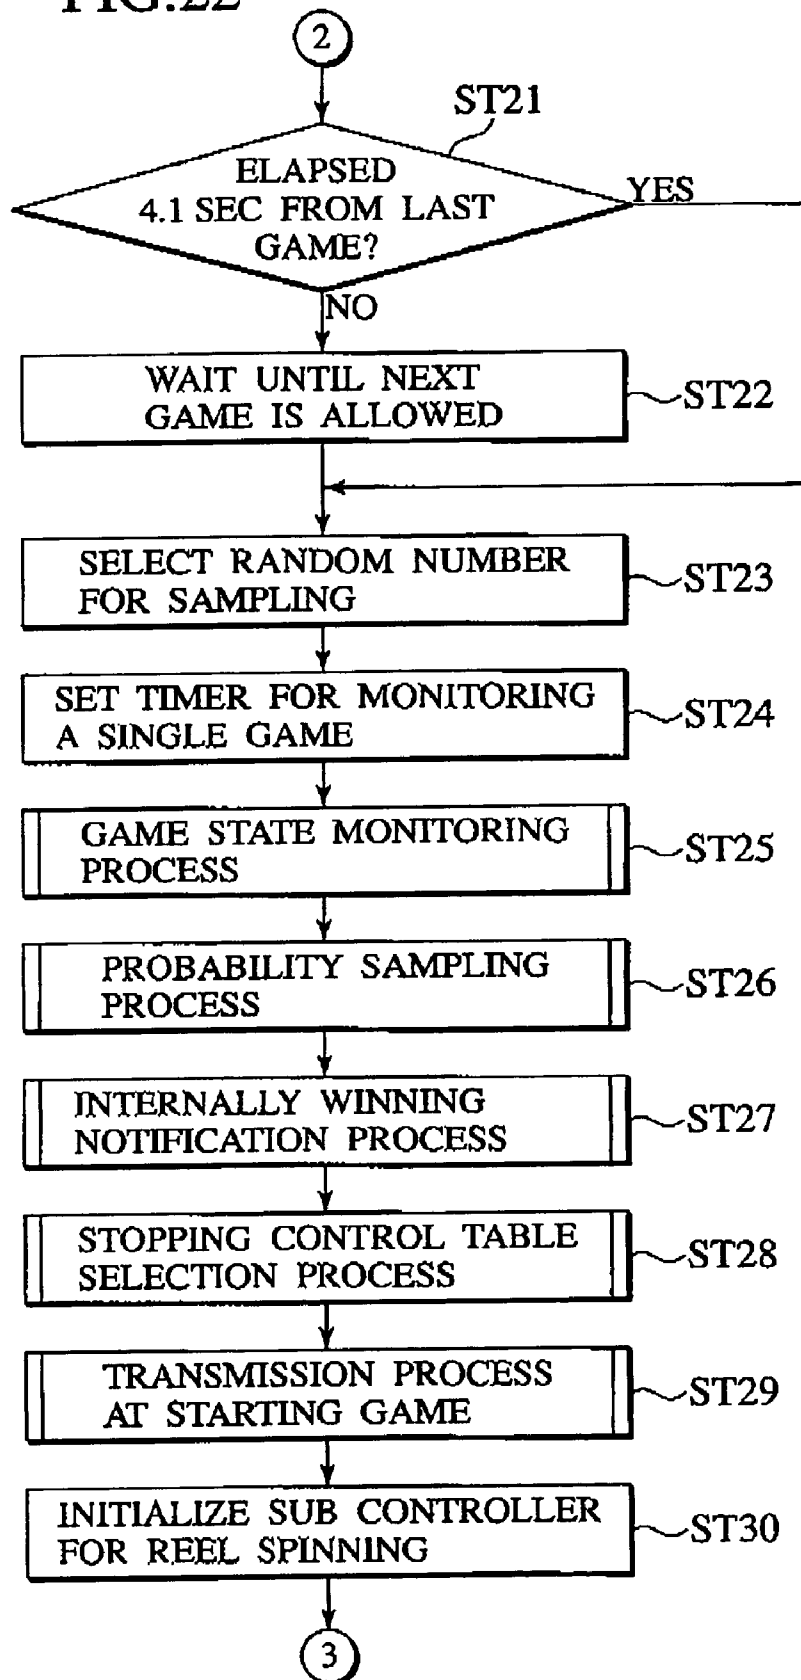 FIG.22
2
ST21
ELAPSED
4.1 SEC FROM LAST
GAME?
YES
NO
WAIT UNTIL NEXT
GAME IS ALLOWED
ST22
SELECT RANDOM NUMBER
FOR SAMPLING
ST23
SET TIMER FOR MONITORING
A SINGLE GAME
ST24
GAME STATE MONITORING
PROCESS
ST25
PROBABILITY SAMPLING
PROCESS
ST26
INTERNALLY WINNING
NOTIFICATION PROCESS
ST27
STOPPING CONTROL TABLE
SELECTION PROCESS
ST28
TRANSMISSION PROCESS
AT STARTING GAME
ST29
INITIALIZE SUB CONTROLLER
FOR REEL SPINNING
ST30
3